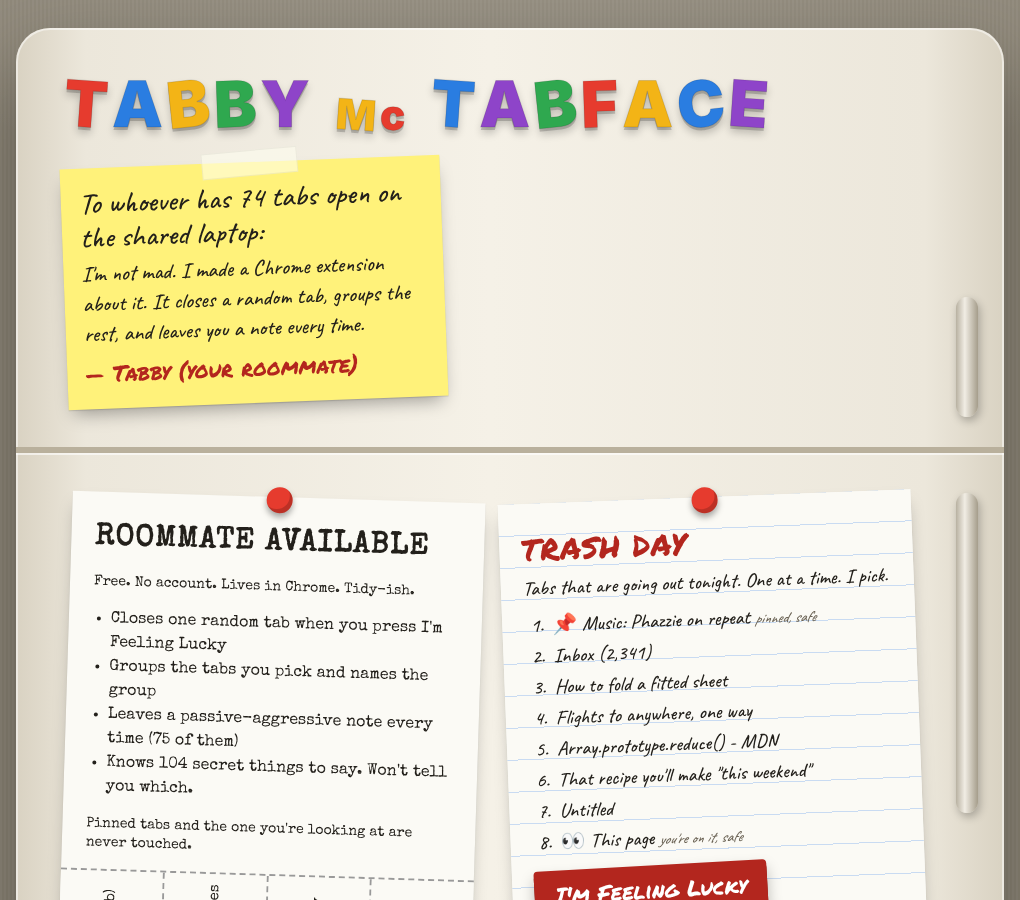 TABBY Mc TABFACE
To whoever has 74 tabs open on
the shared laptop:
I'm not mad. I made a Chrome extension
about it. It closes a random tab, groups the
rest, and leaves you a note every time.
— Tabby (your roommate)
ROOMMATE AVAILABLE
Free. No account. Lives in Chrome. Tidy-ish.
• Closes one random tab when you press I'm
Feeling Lucky
• Groups the tabs you pick and names the
group
• Leaves a passive-aggressive note every
time (75 of them)
• Knows 104 secret things to say. Won't tell
you which.
Pinned tabs and the one you're looking at are
never touched.
TRASH DAY
Tabs that are going out tonight. One at a time. I pick.
1. 📌 Music: Phazzie on repeat pinned, safe
2. Inbox (2,341)
3. How to fold a fitted sheet
4. Flights to anywhere, one way
5. Array.prototype.reduce() - MDN
6. That recipe you'll make "this weekend"
7. Untitled
8. 👀 This page you're on it, safe
I'm Feeling Lucky